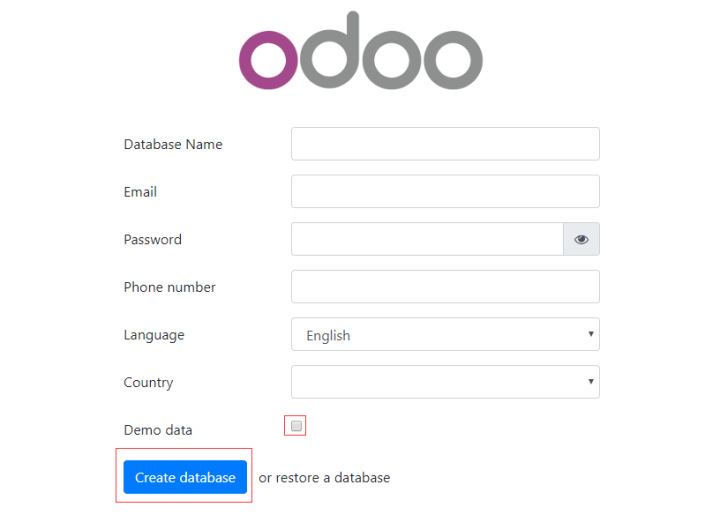 odoo
Database Name
Email
Password
Phone number
Language English
Country
Demo data
Create database or restore a database